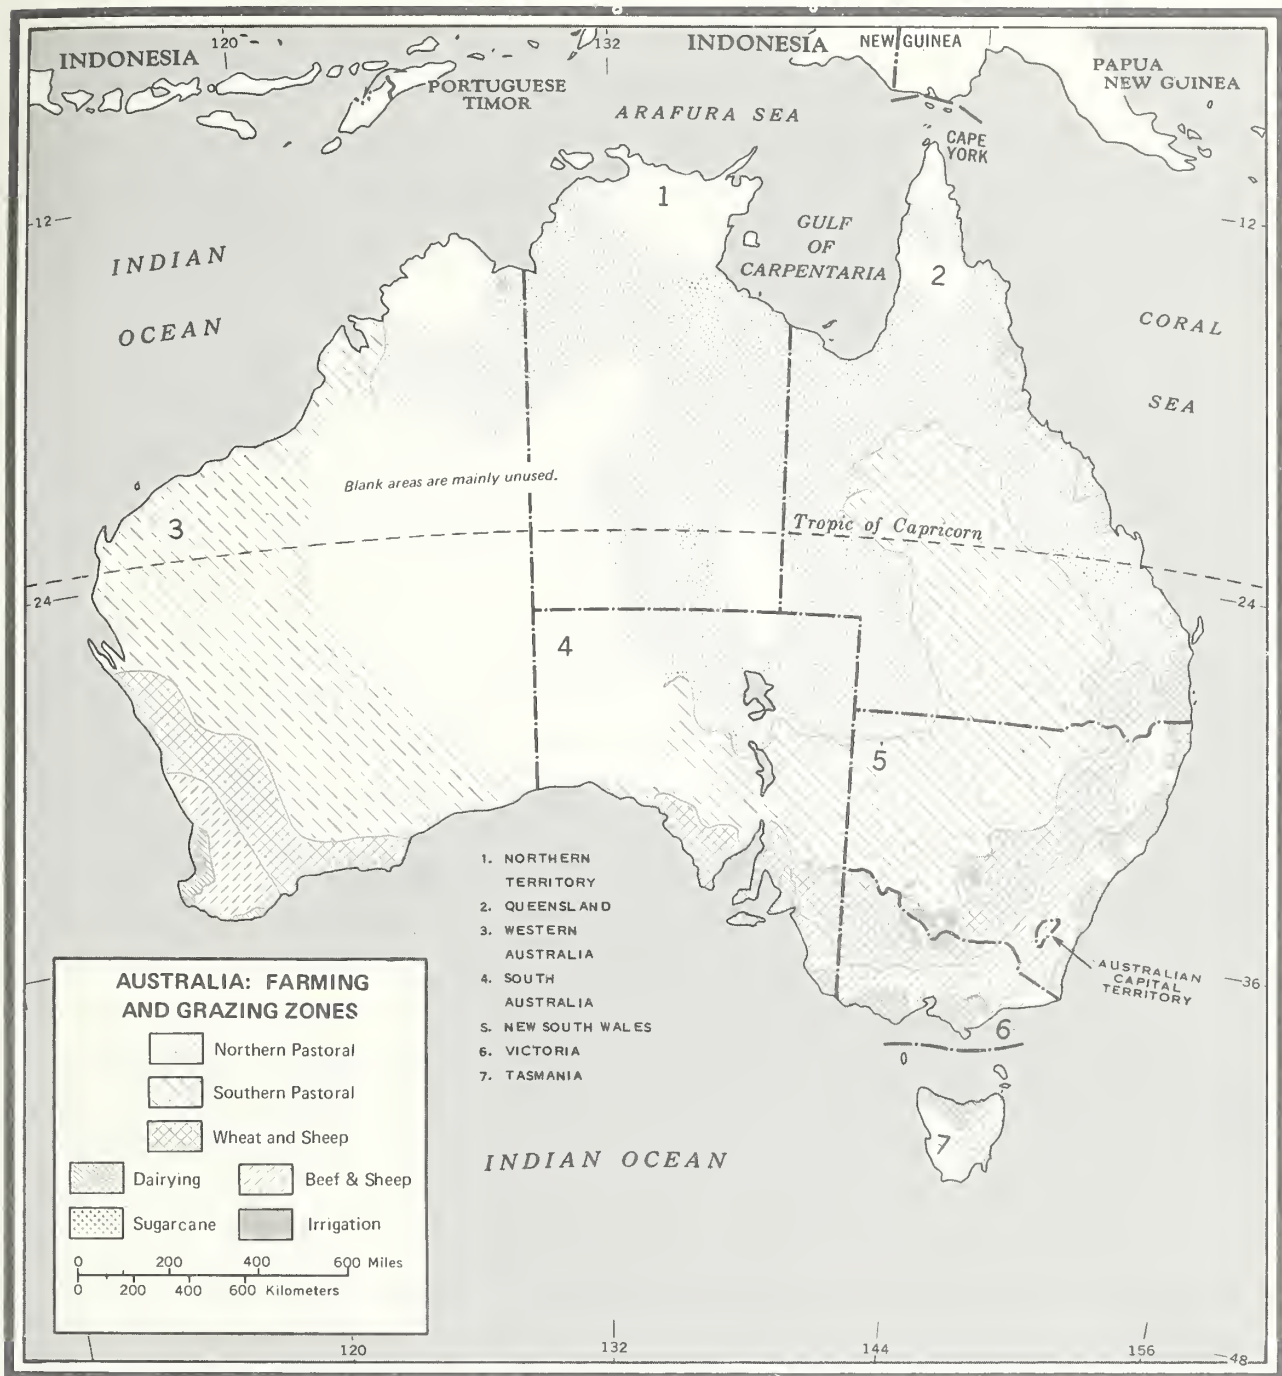 120
132
INDONESIA
INDONESIA
NEW GUINEA
PAPUA
NEW GUINEA
PORTUGUESE
TIMOR
ARAFURA SEA
CAPE
YORK
1
12
12
GULF
OF
CARPENTARIA
INDIAN
OCEAN
2
CORAL
SEA
Blank areas are mainly unused.
3
Tropic of Capricorn
24
24
4
5
1. NORTHERN
TERRITORY
2. QUEENSLAND
3. WESTERN
AUSTRALIA
4. SOUTH
AUSTRALIA
5. NEW SOUTH WALES
6. VICTORIA
7. TASMANIA
AUSTRALIAN
CAPITAL
TERRITORY
36
6
7
INDIAN OCEAN
AUSTRALIA: FARMING
AND GRAZING ZONES
Northern Pastoral
Southern Pastoral
Wheat and Sheep
Dairying
Beef & Sheep
Sugarcane
Irrigation
0 200 400 600 Miles
0 200 400 600 Kilometers
120
132
144
156
48